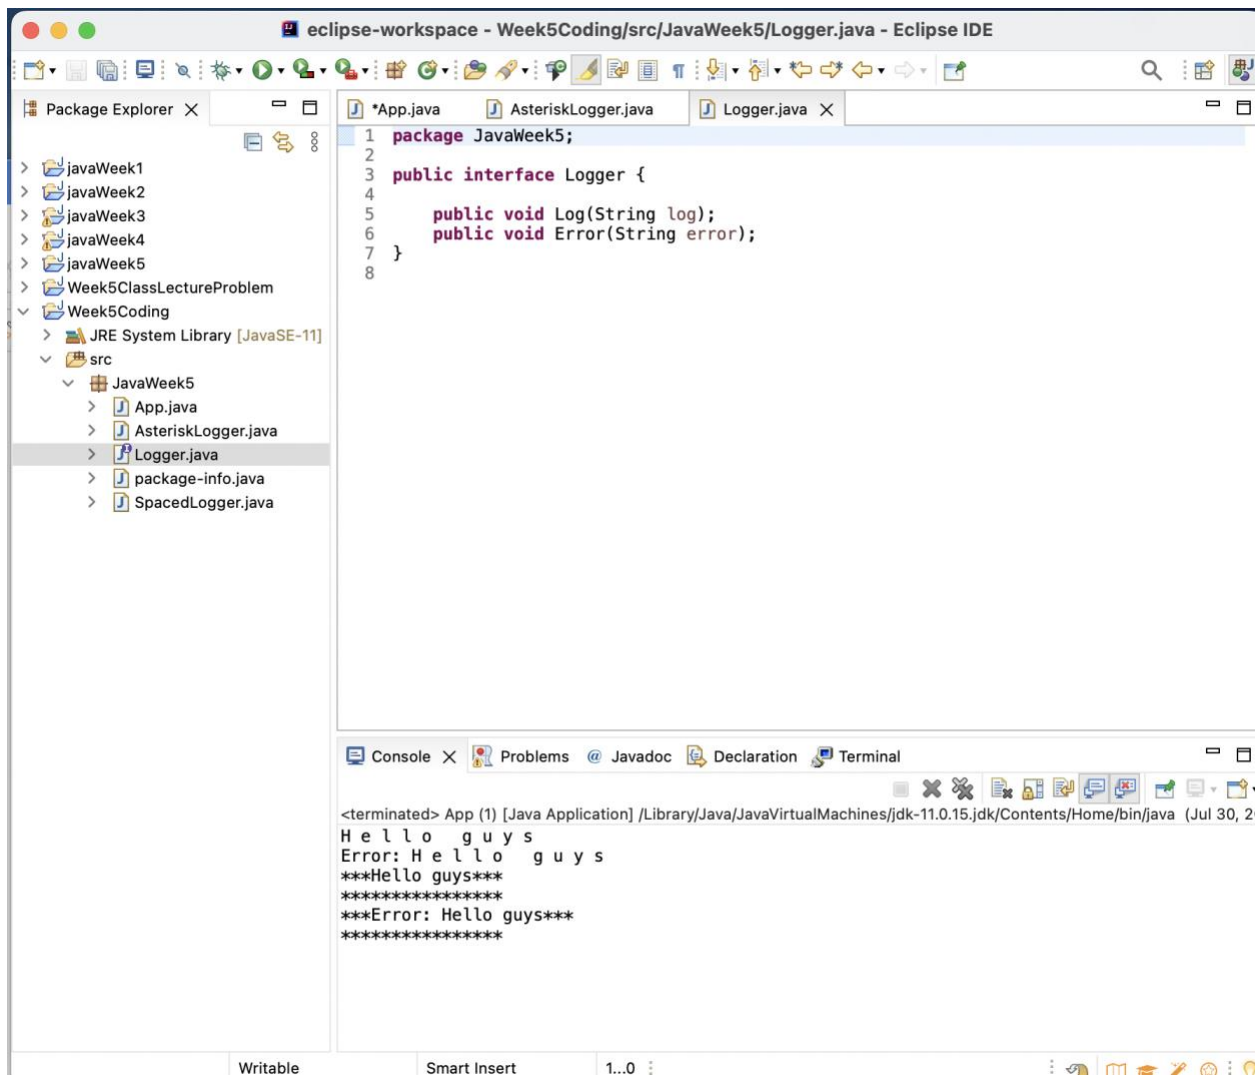 eclipse-workspace - Week5Coding/src/JavaWeek5/Logger.java - Eclipse IDE
Package Explorer
javaWeek1
javaWeek2
javaWeek3
javaWeek4
javaWeek5
Week5ClassLectureProblem
Week5Coding
JRE System Library [JavaSE-11]
src
JavaWeek5
App.java
AsteriskLogger.java
Logger.java
package-info.java
SpacedLogger.java
*App.java AsteriskLogger.java Logger.java
1 package JavaWeek5;
2
3 public interface Logger {
4
5 public void Log(String log);
6 public void Error(String error);
7 }
8
Console Problems @ Javadoc Declaration Terminal
<terminated> App (1) [Java Application] /Library/Java/JavaVirtualMachines/jdk-11.0.15.jdk/Contents/Home/bin/java (Jul 30, 2
H e l l o   g u y s
Error: H e l l o   g u y s
***Hello guys***
****************
***Error: Hello guys***
****************
Writable Smart Insert 1...0